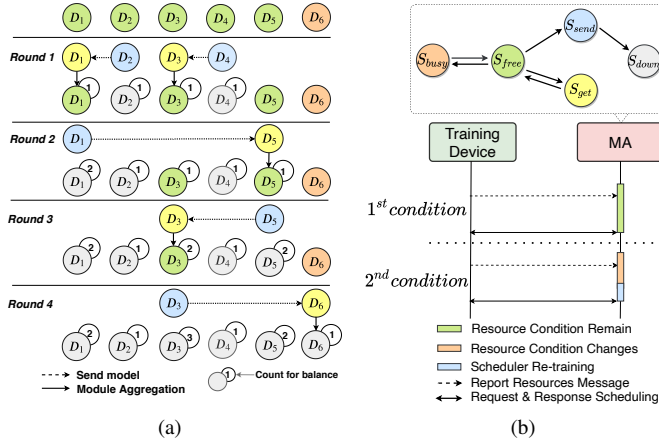 D1 D2 D3 D4 D5 D6
Round 1
D1 D2 D3 D4
D1 1 D2 1 D3 1 D4 1 D5 D6
Round 2
D1 D5
D1 2 D2 1 D3 1 D4 1 D5 1 D6
Round 3
D3 D5
D1 2 D2 1 D3 2 D4 1 D5 2 D6
Round 4
D3 D6
D1 2 D2 1 D3 3 D4 1 D5 2 D6 1
Send model
Module Aggregation
1 Count for balance
(a)
Ssend
Sbusy Sfree Sdown
Sget
Training
Device
MA
1st condition
2nd condition
Resource Condition Remain
Resource Condition Changes
Scheduler Re-training
Report Resources Message
Request & Response Scheduling
(b)